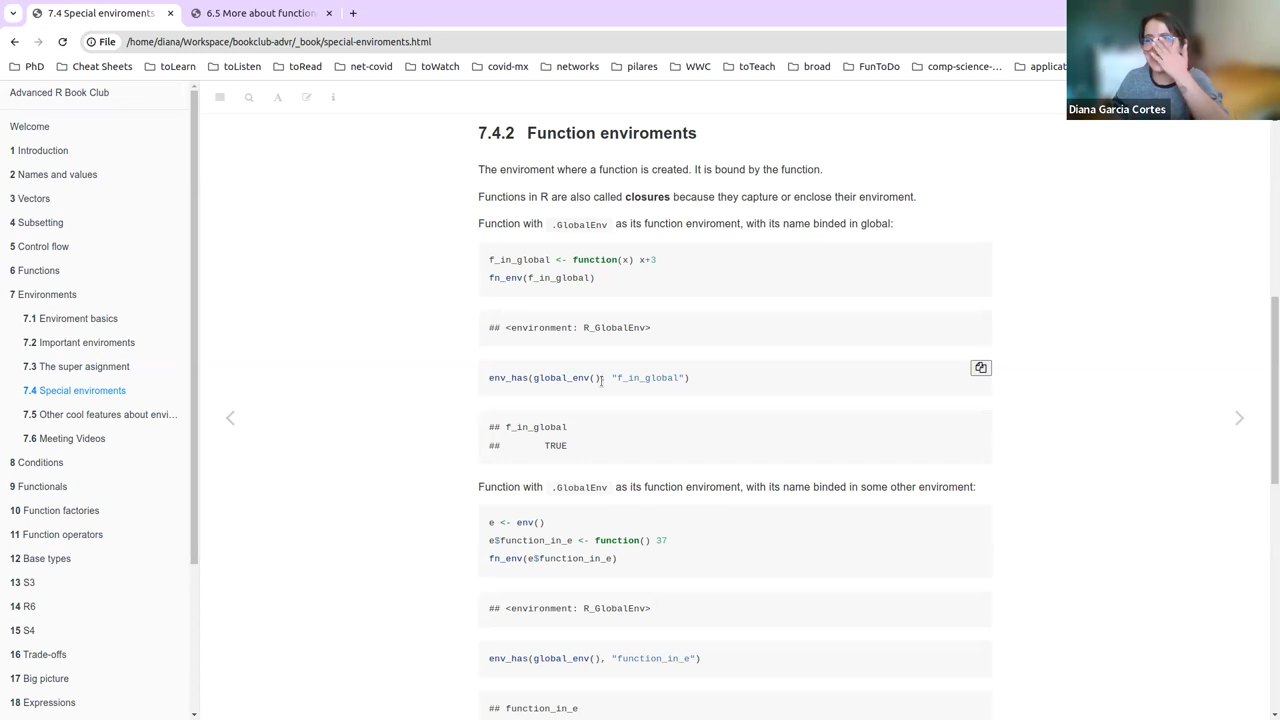 7.4 Special enviroments
6.5 More about function
File
/home/diana/Workspace/bookclub-advr/_book/special-enviroments.html
PhD
Cheat Sheets
toLearn
toListen
toRead
net-covid
toWatch
covid-mx
networks
pilares
WWC
toTeach
broad
FunToDo
comp-science-…
applicat
Diana Garcia Cortes
Advanced R Book Club
Welcome
1 Introduction
2 Names and values
3 Vectors
4 Subsetting
5 Control flow
6 Functions
7 Environments
7.1 Enviroment basics
7.2 Important enviroments
7.3 The super asignment
7.4 Special enviroments
7.5 Other cool features about envi…
7.6 Meeting Videos
8 Conditions
9 Functionals
10 Function factories
11 Function operators
12 Base types
13 S3
14 R6
15 S4
16 Trade-offs
17 Big picture
18 Expressions
7.4.2 Function enviroments
The enviroment where a function is created. It is bound by the function.
Functions in R are also called closures because they capture or enclose their enviroment.
Function with .GlobalEnv as its function enviroment, with its name binded in global:
f_in_global <- function(x) x+3
fn_env(f_in_global)
## <environment: R_GlobalEnv>
env_has(global_env(), "f_in_global")
## f_in_global
## TRUE
Function with .GlobalEnv as its function enviroment, with its name binded in some other enviroment:
e <- env()
e$function_in_e <- function() 37
fn_env(e$function_in_e)
## <environment: R_GlobalEnv>
env_has(global_env(), "function_in_e")
## function_in_e